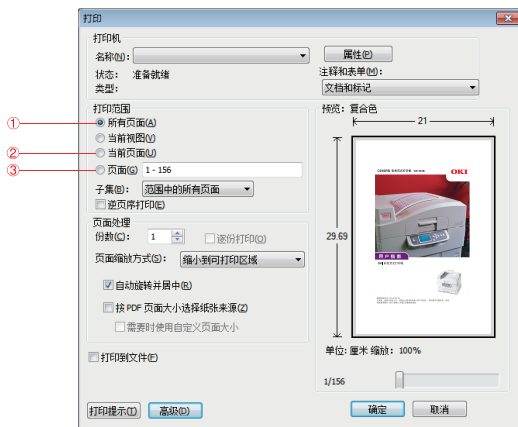 打印
打印机
名称(N):
属性(P)
状态: 准备就绪
注释和表单(M):
类型:
文档和标记
打印范围
预览: 复合色
① 所有页面(A)
21
当前视图(V)
② 当前页面(U)
③ 页面(G) 1 - 156
子集(B): 范围中的所有页面
逆页序打印(E)
OKI
页面处理
份数(C): 1 逐份打印(O)
29.69
页面缩放方式(S): 缩小到可打印区域
用户指南
自动旋转并居中(R)
按 PDF 页面大小选择纸张来源(Z)
需要时使用自定义页面大小
单位: 厘米 缩放: 100%
打印到文件(F)
1/156
打印提示(T) 高级(D) 确定 取消